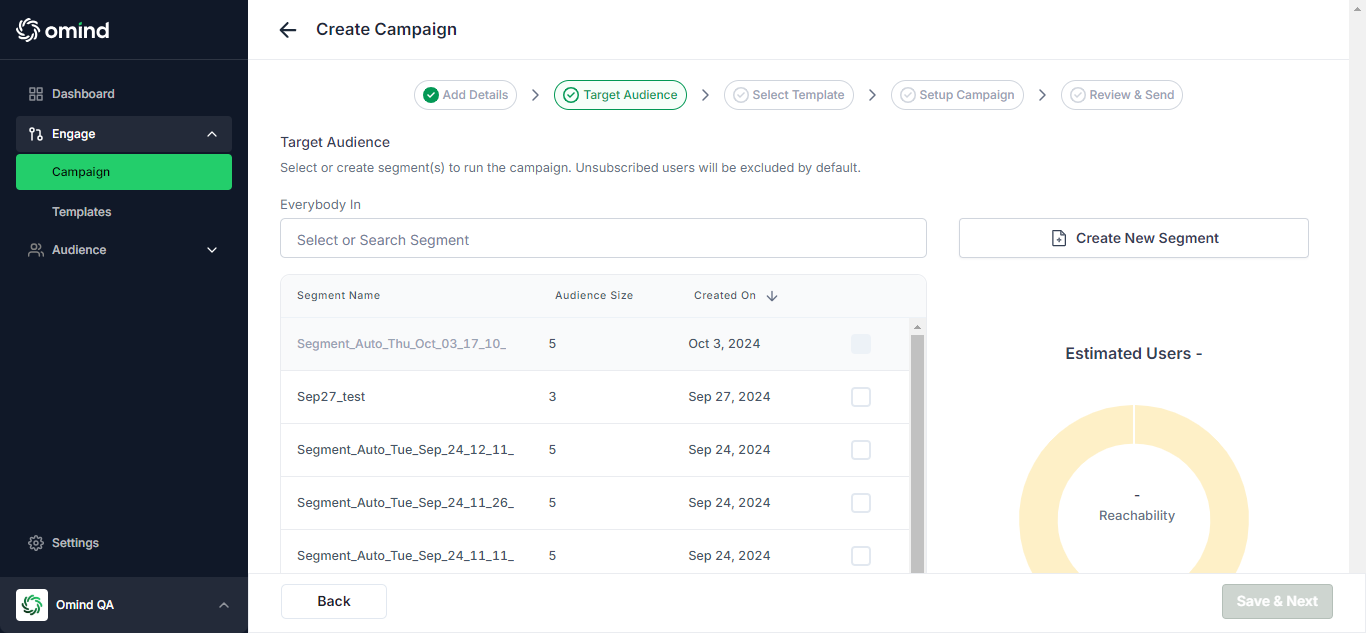 omind
Create Campaign
Dashboard
Engage
Campaign
Templates
Audience
Settings
Omind QA
Add Details
Target Audience
Select Template
Setup Campaign
Review & Send
Target Audience
Select or create segment(s) to run the campaign. Unsubscribed users will be excluded by default.
Everybody In
Select or Search Segment
Create New Segment
Segment Name Audience Size Created On
Segment_Auto_Thu_Oct_03_17_10_ 5 Oct 3, 2024
Sep27_test 3 Sep 27, 2024
Segment_Auto_Tue_Sep_24_12_11_ 5 Sep 24, 2024
Segment_Auto_Tue_Sep_24_11_26_ 5 Sep 24, 2024
Segment_Auto_Tue_Sep_24_11_11_ 5 Sep 24, 2024
Estimated Users -
-
Reachability
Back
Save & Next